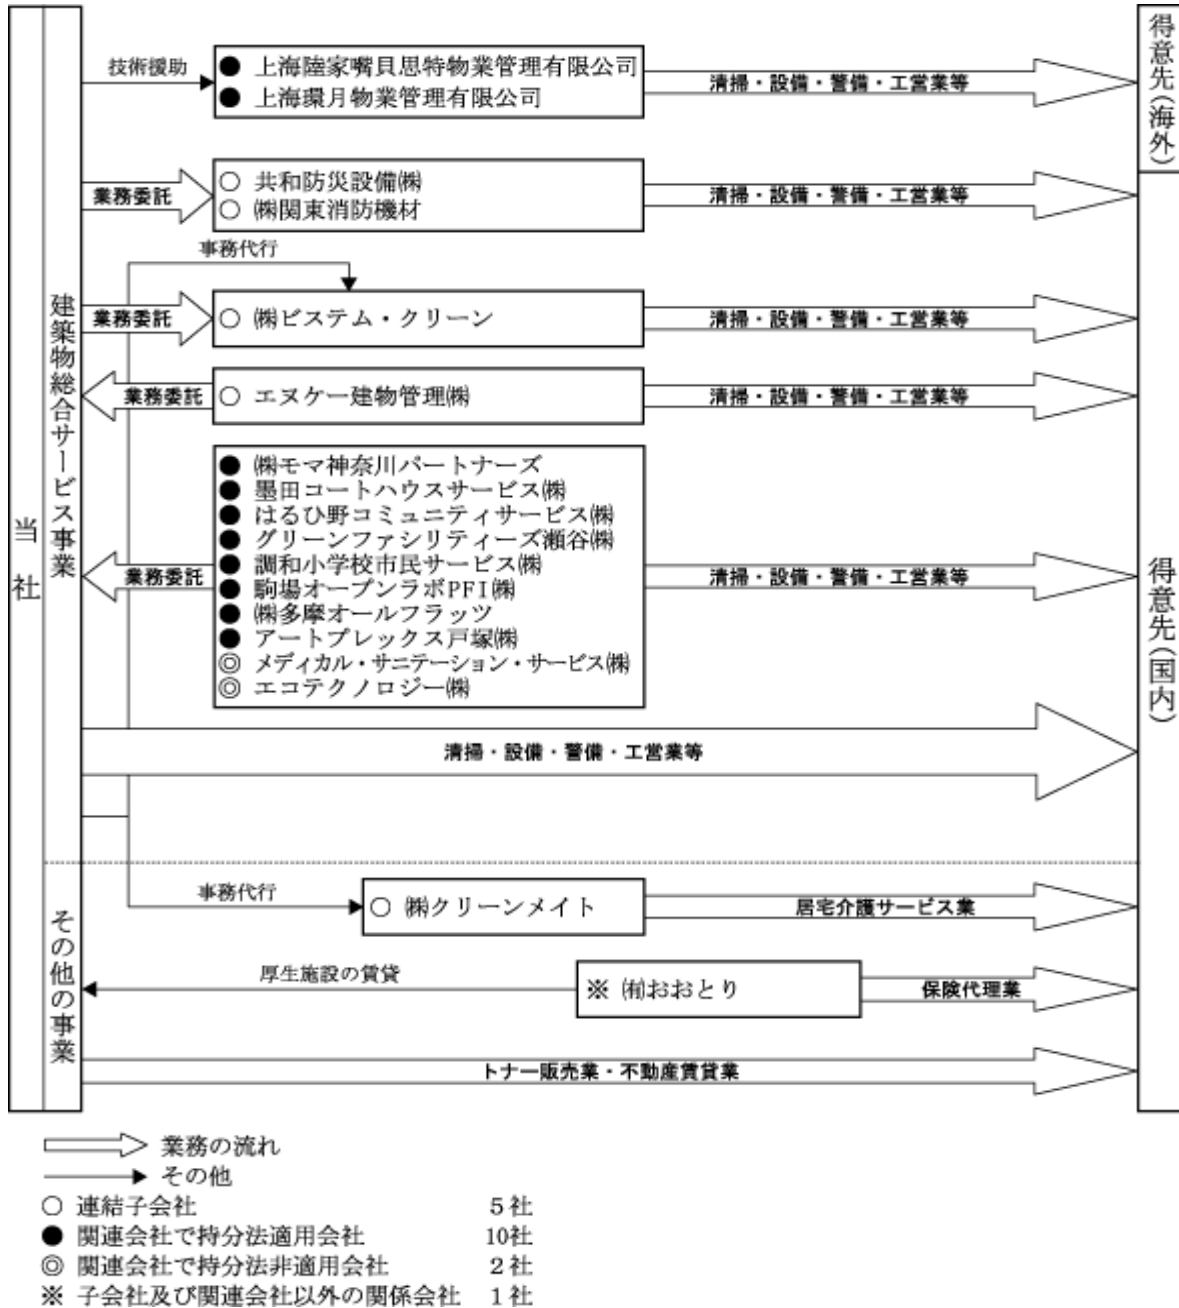 当社
建築物総合サービス事業
その他の事業
得意先(海外)
得意先(国内)
技術援助
● 上海陸家嘴貝思特物業管理有限公司
● 上海環月物業管理有限公司
清掃・設備・警備・工営業等
業務委託
○ 共和防災設備㈱
○ ㈱関東消防機材
清掃・設備・警備・工営業等
事務代行
業務委託
○ ㈱ビステム・クリーン
清掃・設備・警備・工営業等
業務委託
○ エヌケー建物管理㈱
清掃・設備・警備・工営業等
● ㈱モマ神奈川パートナーズ
● 墨田コートハウスサービス㈱
● はるひ野コミュニティサービス㈱
● グリーンファシリティーズ瀬谷㈱
● 調和小学校市民サービス㈱
● 駒場オープンラボPFI㈱
● ㈱多摩オールフラッツ
● アートプレックス戸塚㈱
◎ メディカル・サニテーション・サービス㈱
◎ エコテクノロジー㈱
業務委託
清掃・設備・警備・工営業等
清掃・設備・警備・工営業等
事務代行
○ ㈱クリーンメイト
居宅介護サービス業
厚生施設の賃貸
※ ㈲おおとり
保険代理業
トナー販売業・不動産賃貸業
業務の流れ
その他
○ 連結子会社 5社
● 関連会社で持分法適用会社 10社
◎ 関連会社で持分法非適用会社 2社
※ 子会社及び関連会社以外の関係会社 1社